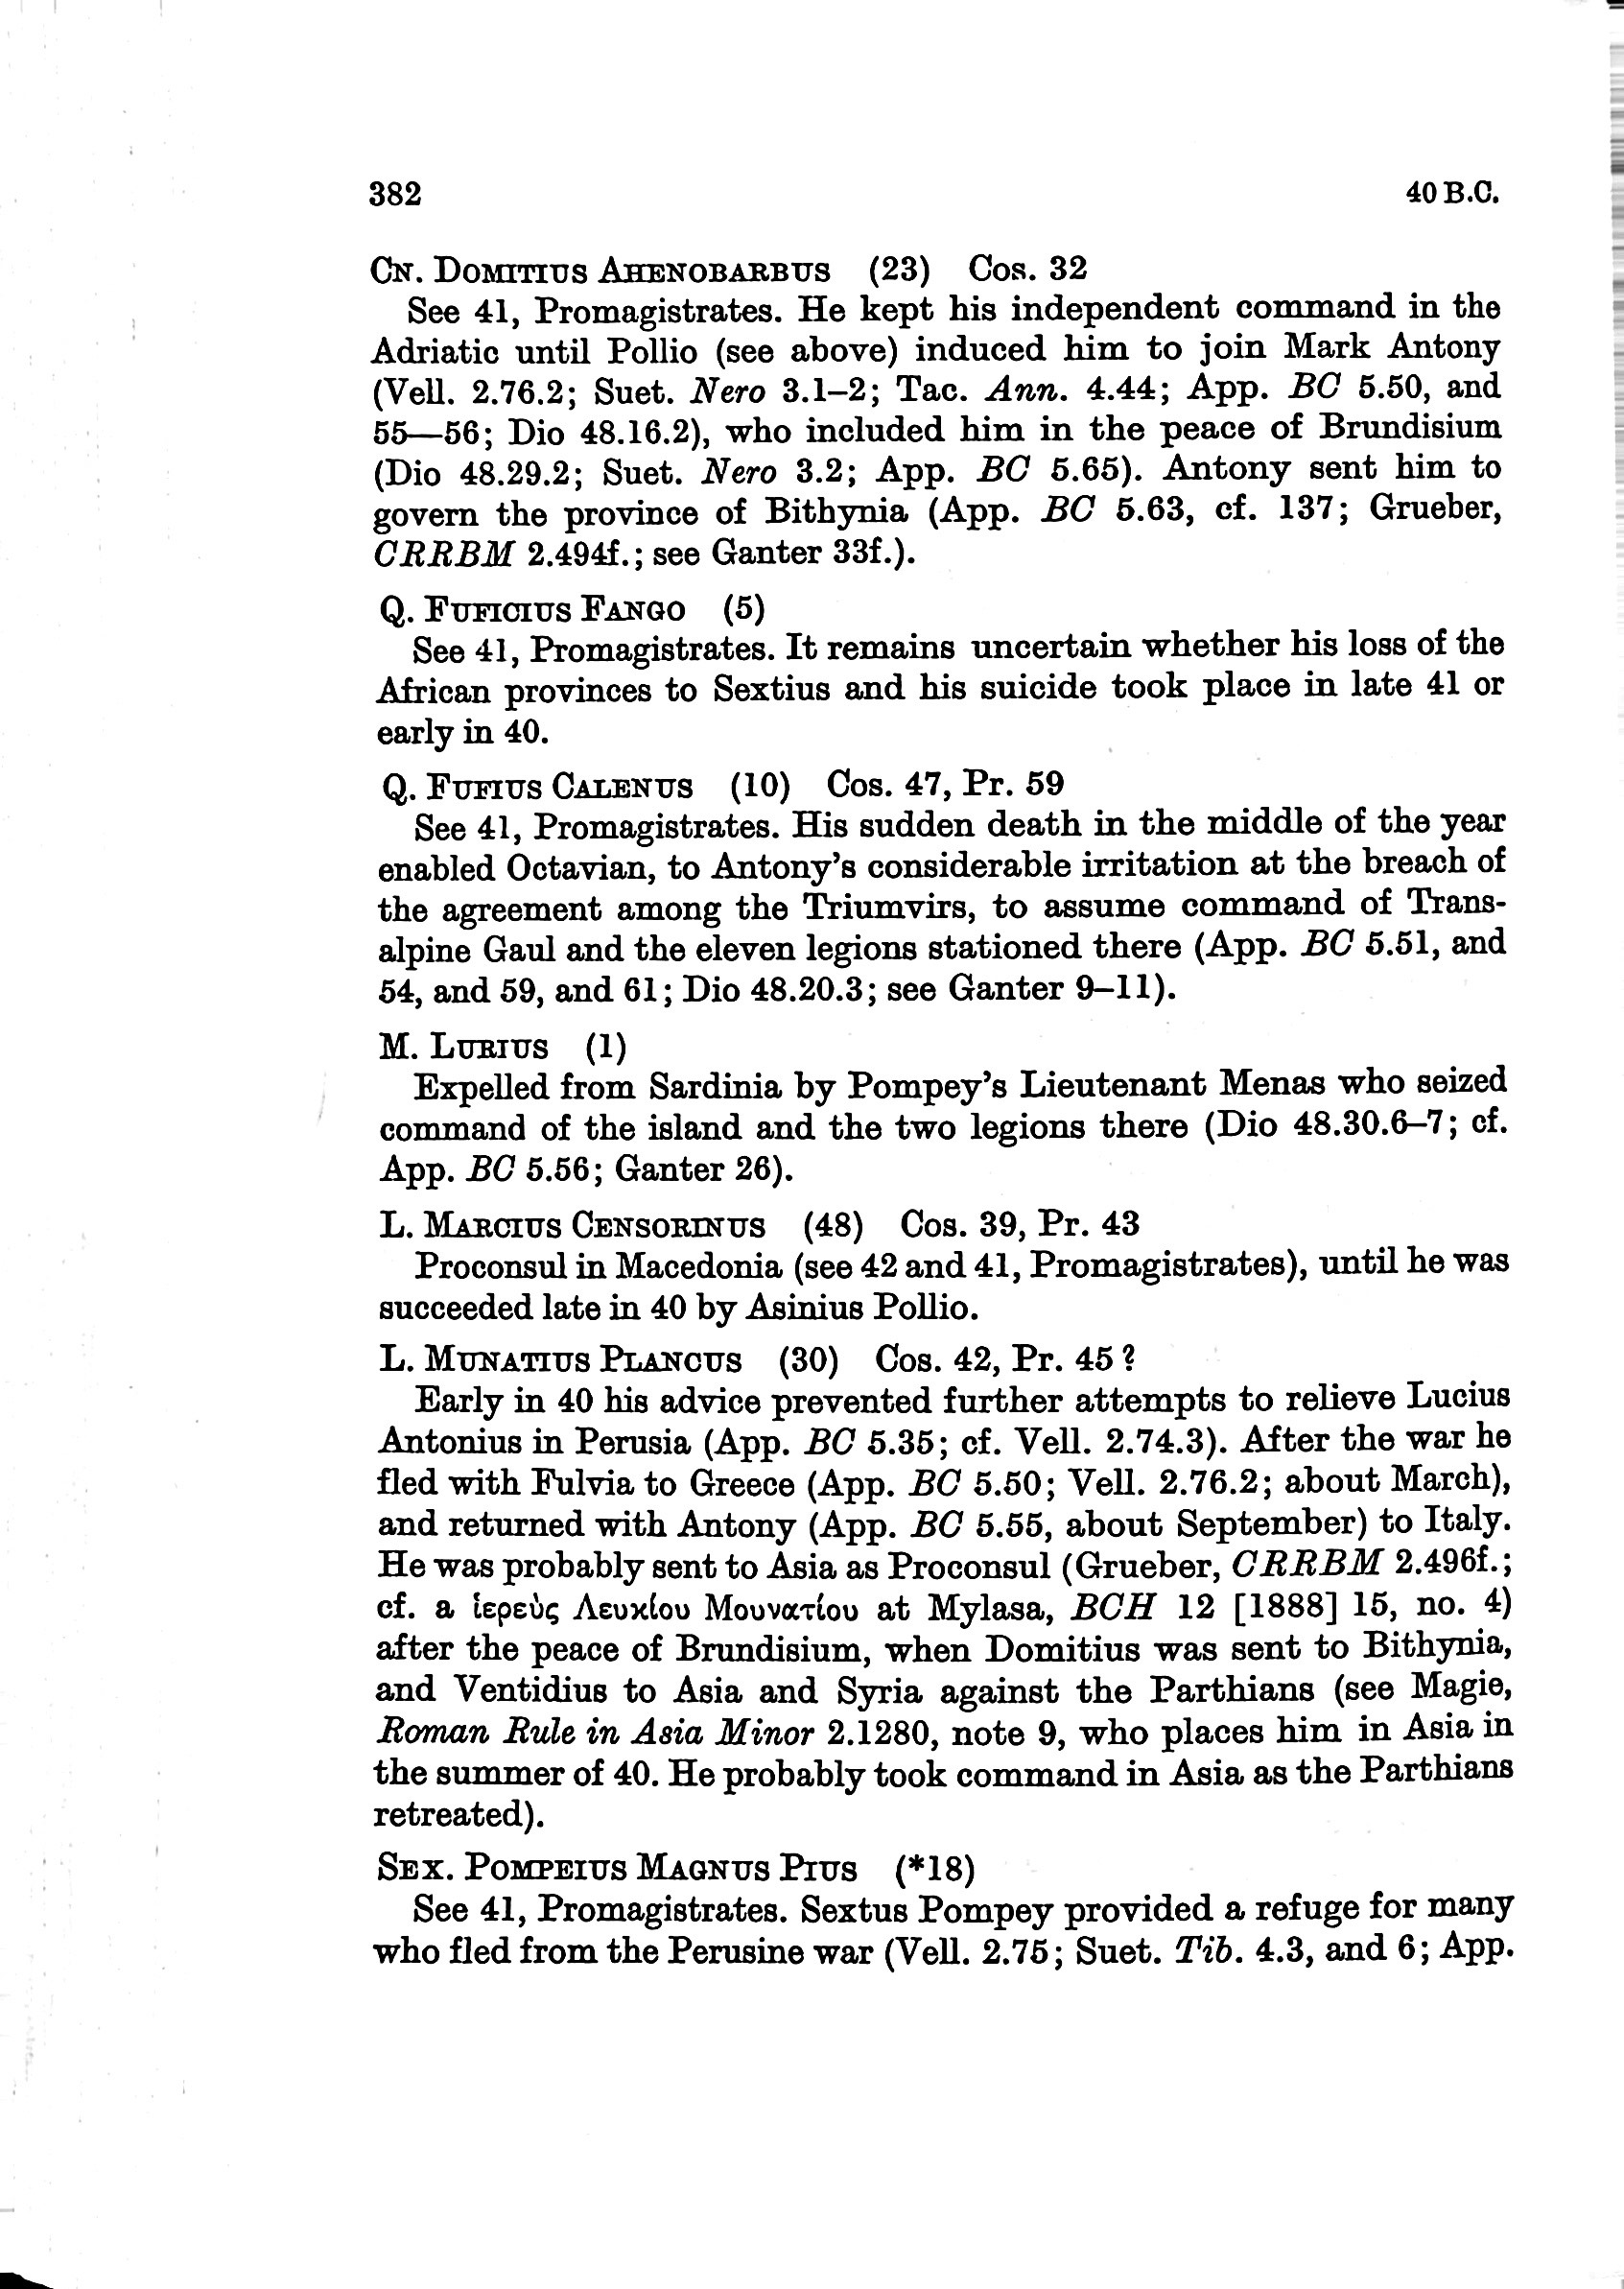 382 40 B.C.
CN. DOMITIUS AHENOBARBUS (23) Cos. 32
See 41, Promagistrates. He kept his independent command in the
Adriatic until Pollio (see above) induced him to join Mark Antony
(Vell. 2.76.2; Suet. Nero 3.1–2; Tac. Ann. 4.44; App. BC 5.50, and
55—56; Dio 48.16.2), who included him in the peace of Brundisium
(Dio 48.29.2; Suet. Nero 3.2; App. BC 5.65). Antony sent him to
govern the province of Bithynia (App. BC 5.63, cf. 137; Grueber,
CRRBM 2.494f.; see Ganter 33f.).
Q. FUFICIUS FANGO (5)
See 41, Promagistrates. It remains uncertain whether his loss of the
African provinces to Sextius and his suicide took place in late 41 or
early in 40.
Q. FUFIUS CALENUS (10) Cos. 47, Pr. 59
See 41, Promagistrates. His sudden death in the middle of the year
enabled Octavian, to Antony's considerable irritation at the breach of
the agreement among the Triumvirs, to assume command of Trans-
alpine Gaul and the eleven legions stationed there (App. BC 5.51, and
54, and 59, and 61; Dio 48.20.3; see Ganter 9–11).
M. LURIUS (1)
Expelled from Sardinia by Pompey's Lieutenant Menas who seized
command of the island and the two legions there (Dio 48.30.6–7; cf.
App. BC 5.56; Ganter 26).
L. MARCIUS CENSORINUS (48) Cos. 39, Pr. 43
Proconsul in Macedonia (see 42 and 41, Promagistrates), until he was
succeeded late in 40 by Asinius Pollio.
L. MUNATIUS PLANCUS (30) Cos. 42, Pr. 45 ?
Early in 40 his advice prevented further attempts to relieve Lucius
Antonius in Perusia (App. BC 5.35; cf. Vell. 2.74.3). After the war he
fled with Fulvia to Greece (App. BC 5.50; Vell. 2.76.2; about March),
and returned with Antony (App. BC 5.55, about September) to Italy.
He was probably sent to Asia as Proconsul (Grueber, CRRBM 2.496f.;
cf. a ἱερεὺς Λευκίου Μουνατίου at Mylasa, BCH 12 [1888] 15, no. 4)
after the peace of Brundisium, when Domitius was sent to Bithynia,
and Ventidius to Asia and Syria against the Parthians (see Magie,
Roman Rule in Asia Minor 2.1280, note 9, who places him in Asia in
the summer of 40. He probably took command in Asia as the Parthians
retreated).
SEX. POMPEIUS MAGNUS PIUS (*18)
See 41, Promagistrates. Sextus Pompey provided a refuge for many
who fled from the Perusine war (Vell. 2.75; Suet. Tib. 4.3, and 6; App.